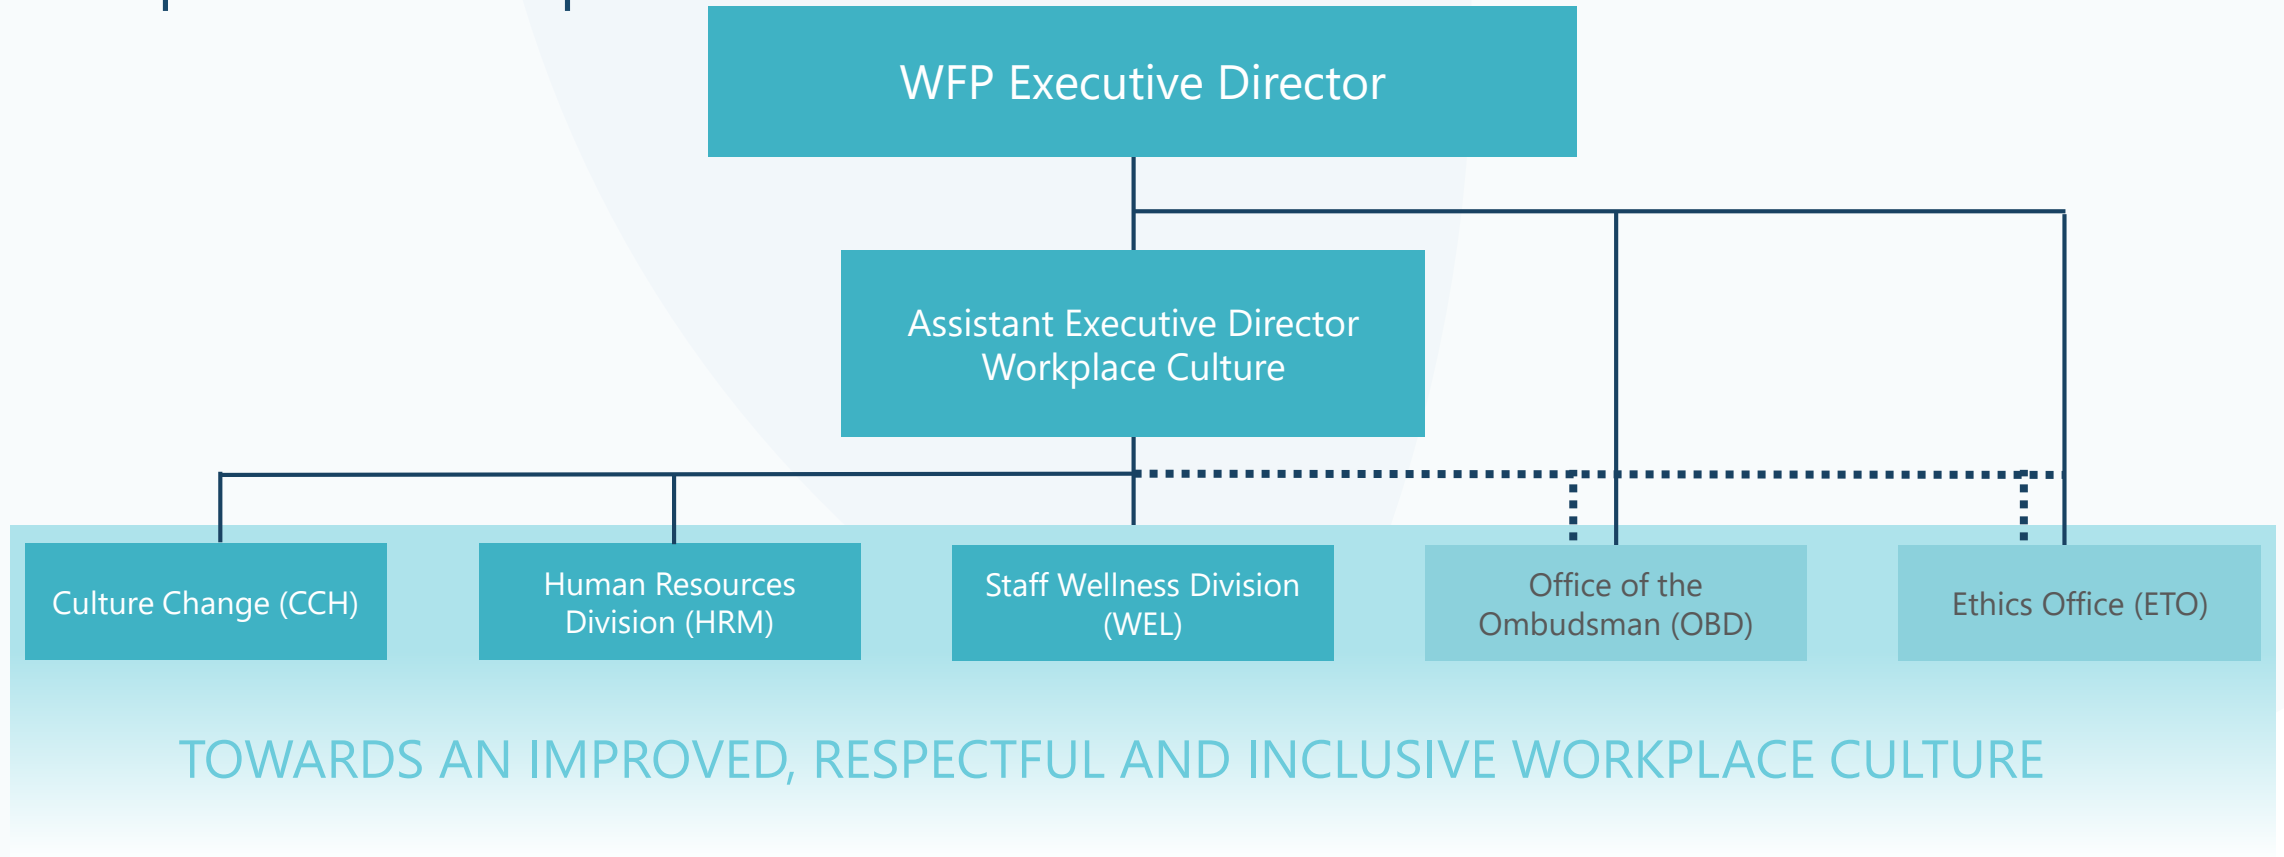 WFP Executive Director
Assistant Executive Director
Workplace Culture
Culture Change (CCH)
Human Resources
Division (HRM)
Staff Wellness Division
(WEL)
Office of the
Ombudsman (OBD)
Ethics Office (ETO)
TOWARDS AN IMPROVED, RESPECTFUL AND INCLUSIVE WORKPLACE CULTURE